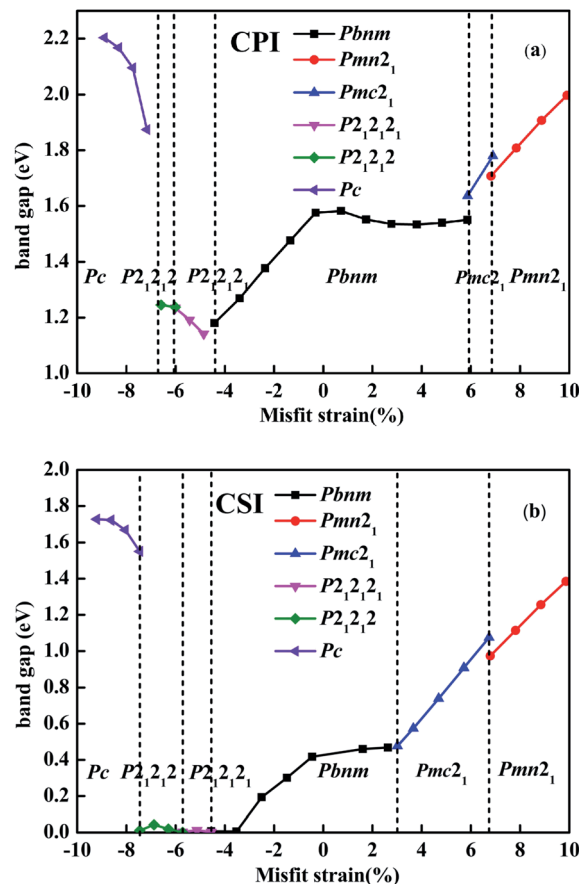 CPI
(a)
Pbnm
Pmn2₁
Pmc2₁
P2₁2₁2₁
P2₁2₁2
Pc
Pc P2₁2₁2 P2₁2₁2₁ Pbnm Pmc2₁ Pmn2₁
band gap (eV)
2.2
2.0
1.8
1.6
1.4
1.2
1.0
-10 -8 -6 -4 -2 0 2 4 6 8 10
Misfit strain(%)
CSI
(b)
Pbnm
Pmn2₁
Pmc2₁
P2₁2₁2₁
P2₁2₁2
Pc
Pc P2₁2₁2 P2₁2₁2₁ Pbnm Pmc2₁ Pmn2₁
band gap (eV)
2.0
1.8
1.6
1.4
1.2
1.0
0.8
0.6
0.4
0.2
0.0
-10 -8 -6 -4 -2 0 2 4 6 8 10
Misfit strain(%)